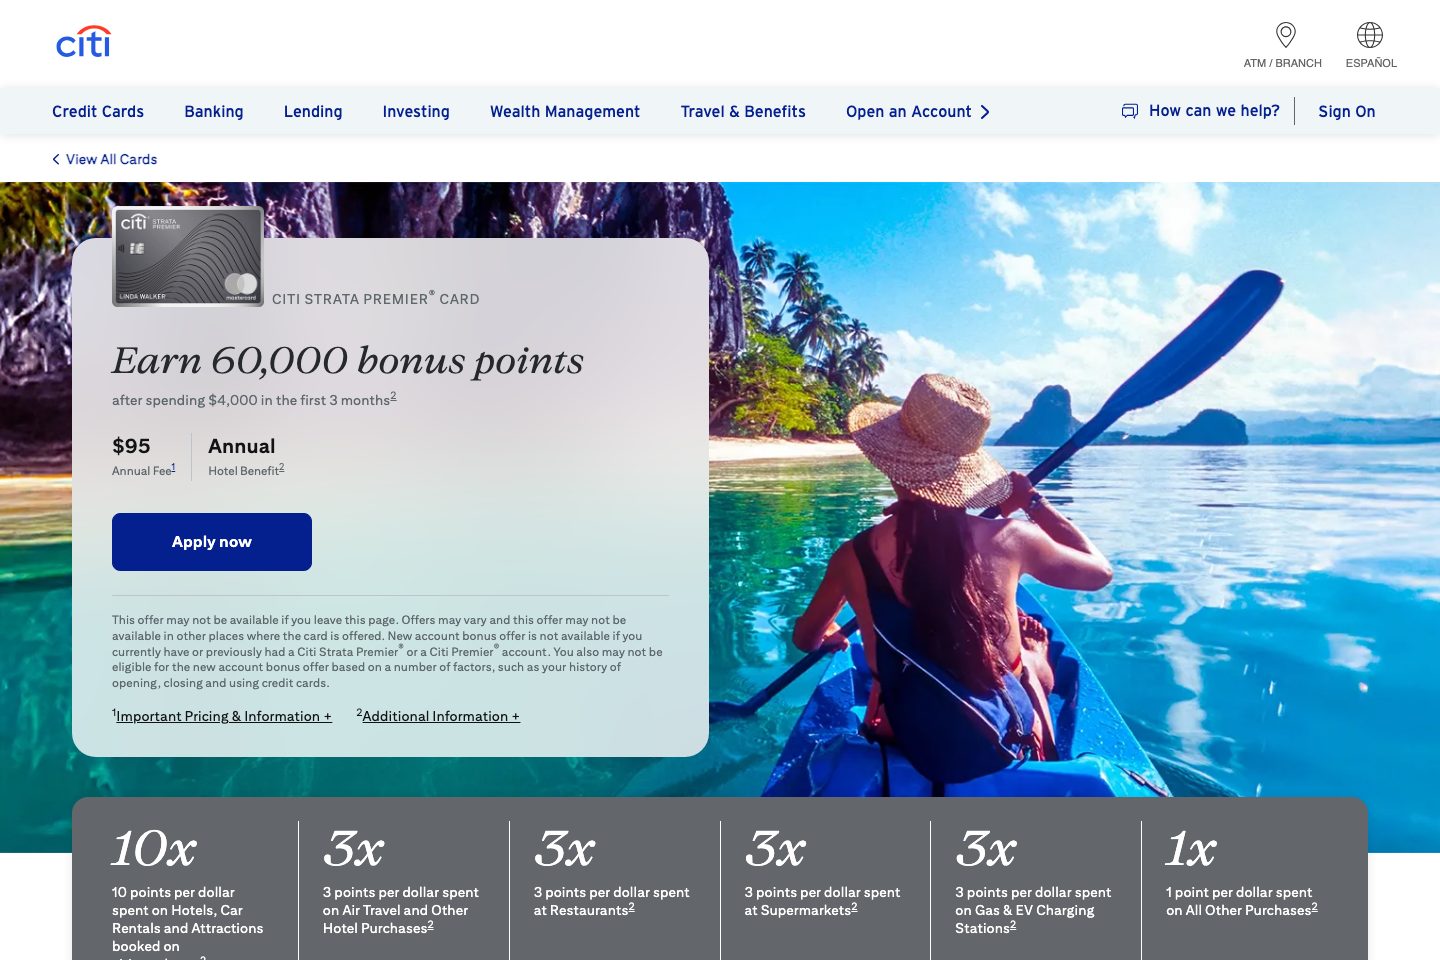 citi
ATM / BRANCH
ESPAÑOL
Credit Cards
Banking
Lending
Investing
Wealth Management
Travel & Benefits
Open an Account
How can we help?
Sign On
View All Cards
citi STRATA PREMIER
LINDA WALKER
mastercard
CITI STRATA PREMIER® CARD
Earn 60,000 bonus points
after spending $4,000 in the first 3 months2
$95
Annual Fee1
Annual
Hotel Benefit2
Apply now
This offer may not be available if you leave this page. Offers may vary and this offer may not be
available in other places where the card is offered. New account bonus offer is not available if you
currently have or previously had a Citi Strata Premier® or a Citi Premier® account. You also may not be
eligible for the new account bonus offer based on a number of factors, such as your history of
opening, closing and using credit cards.
1Important Pricing & Information +
2Additional Information +
10x
10 points per dollar
spent on Hotels, Car
Rentals and Attractions
booked on
3x
3 points per dollar spent
on Air Travel and Other
Hotel Purchases2
3x
3 points per dollar spent
at Restaurants2
3x
3 points per dollar spent
at Supermarkets2
3x
3 points per dollar spent
on Gas & EV Charging
Stations2
1x
1 point per dollar spent
on All Other Purchases2